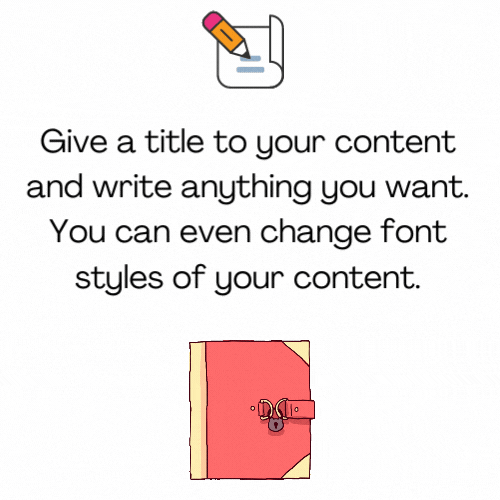 Give a title to your content
and write anything you want.
You can even change font
styles of your content.